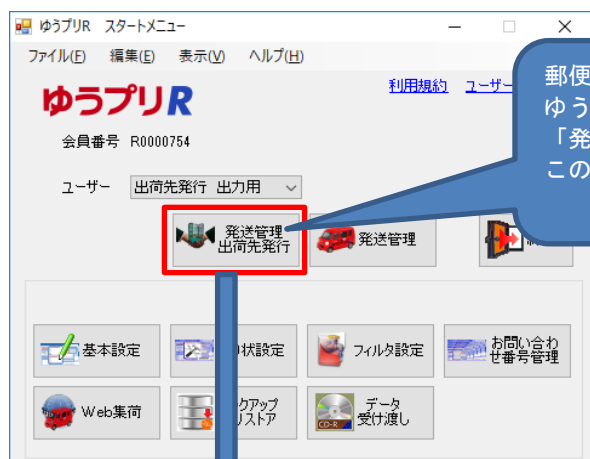 ゆうプリR スタートメニュー
ファイル(F) 編集(E) 表示(V) ヘルプ(H)
利用規約 ユーザー
ゆうプリR
会員番号 R0000754
郵便
ゆう
「発
この
ユーザー 出荷先発行 出力用
発送管理
出荷先発行
発送管理
基本設定
状設定
フィルタ設定
お問い合わ
せ番号管理
Web集荷
クアップ
リストア
CD-R
データ
受け渡し